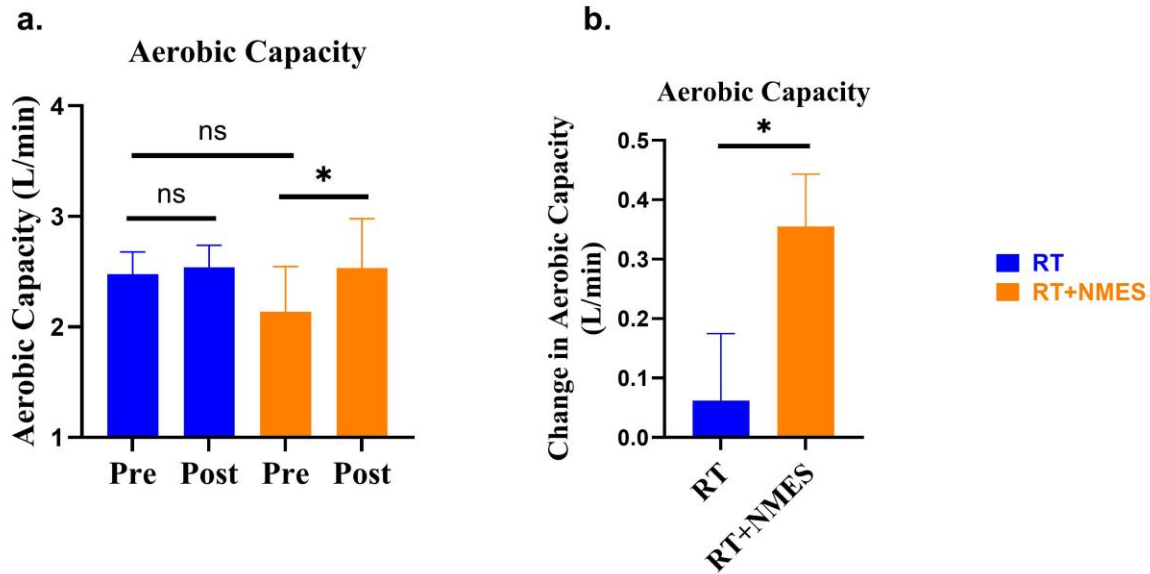 a.
Aerobic Capacity
Aerobic Capacity (L/min)
4
3
2
1
ns
ns
*
Pre Post Pre Post
b.
Aerobic Capacity
Change in Aerobic Capacity
(L/min)
0.5
0.4
0.3
0.2
0.1
0.0
*
RT
RT+NMES
RT
RT+NMES